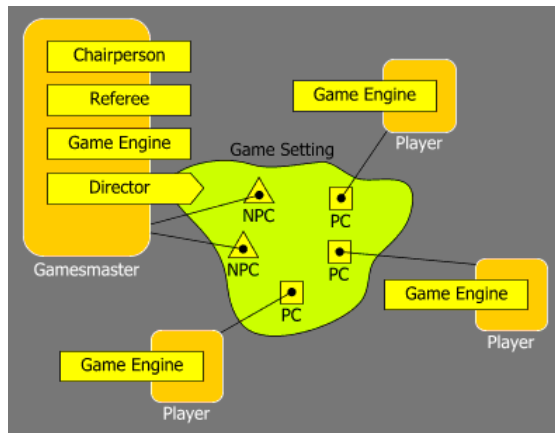 Chairperson
Referee
Game Engine
Director
Gamesmaster
Game Setting
NPC
NPC
PC
PC
PC
Game Engine
Player
Game Engine
Player
Game Engine
Player